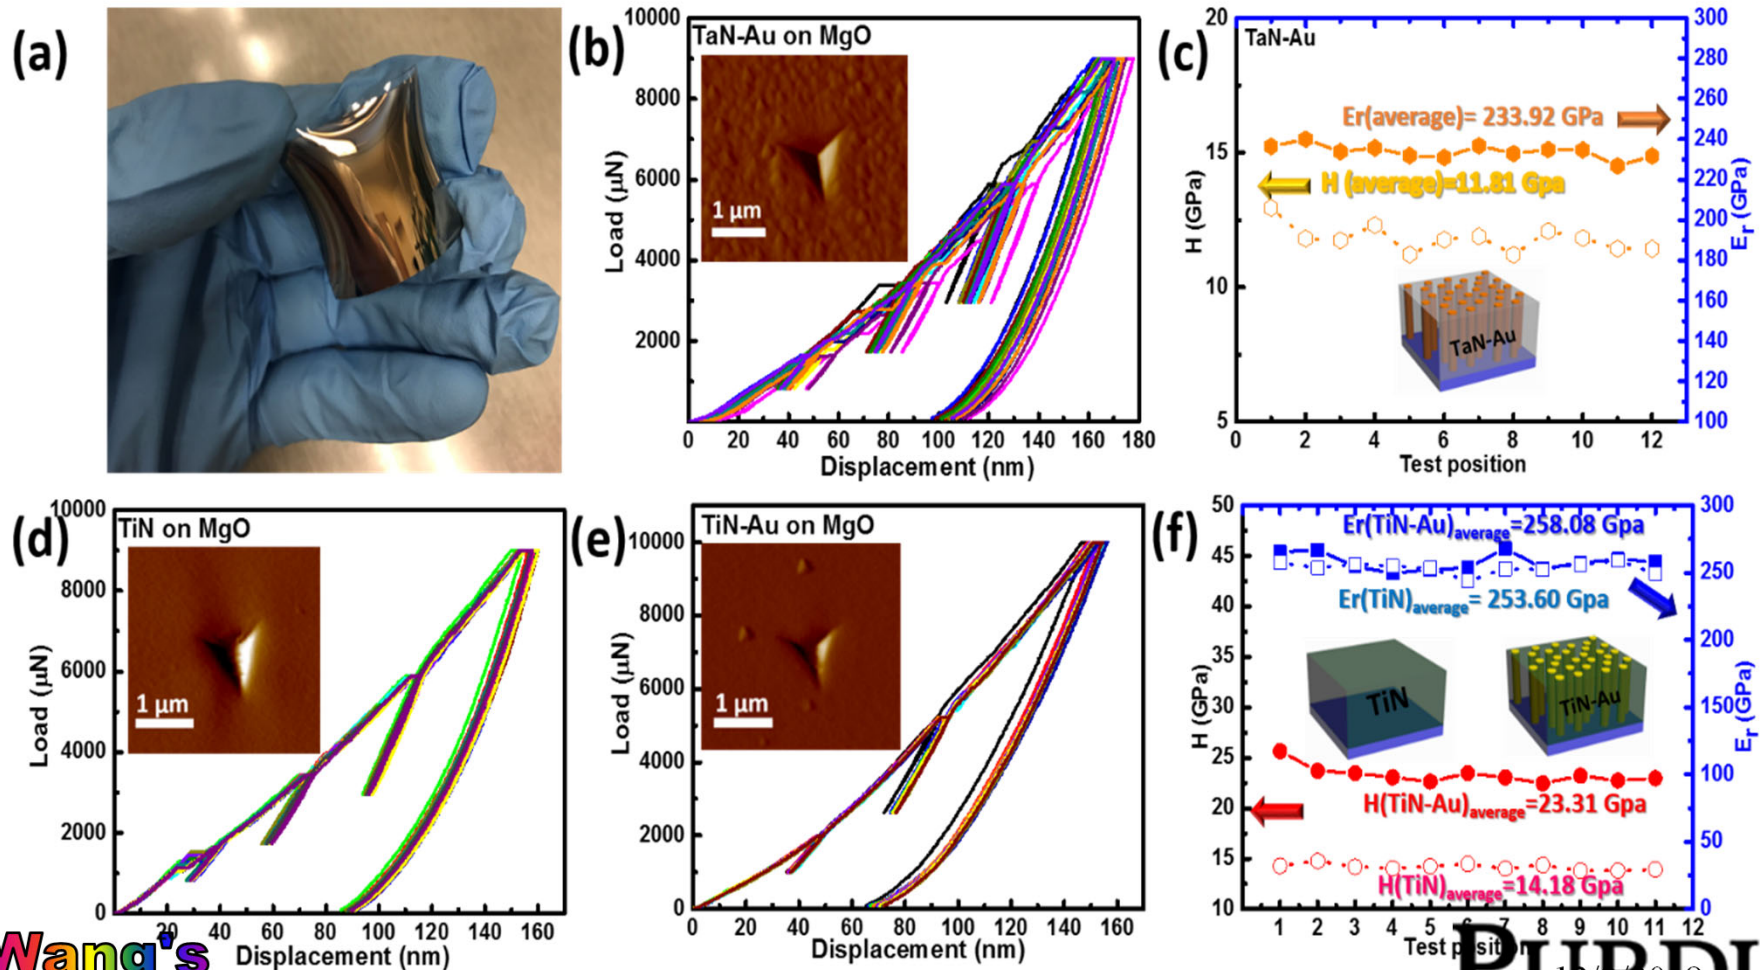 (a)
(b)
TaN-Au on MgO
1 µm
Load (µN)
10000
8000
6000
4000
2000
0
0 20 40 60 80 100 120 140 160 180
Displacement (nm)
(c)
TaN-Au
Er(average)= 233.92 GPa
H (average)=11.81 Gpa
TaN-Au
H (GPa)
20
15
10
5
Er (GPa)
300
280
260
240
220
200
180
160
140
120
100
0 2 4 6 8 10 12
Test position
(d)
TiN on MgO
1 µm
Load (µN)
10000
8000
6000
4000
2000
0
20 40 60 80 100 120 140 160
Displacement (nm)
(e)
TiN-Au on MgO
1 µm
Load (µN)
10000
8000
6000
4000
2000
0
0 20 40 60 80 100 120 140 160
Displacement (nm)
(f)
Er(TiN-Au)average=258.08 Gpa
Er(TiN)average= 253.60 Gpa
TiN
TiN-Au
H(TiN-Au)average=23.31 Gpa
H(TiN)average=14.18 Gpa
H (GPa)
50
45
40
35
30
25
20
15
10
Er (GPa)
300
250
200
150
100
50
0
1 2 3 4 5 6 7 8 9 10 11 12
Test position
Wang's